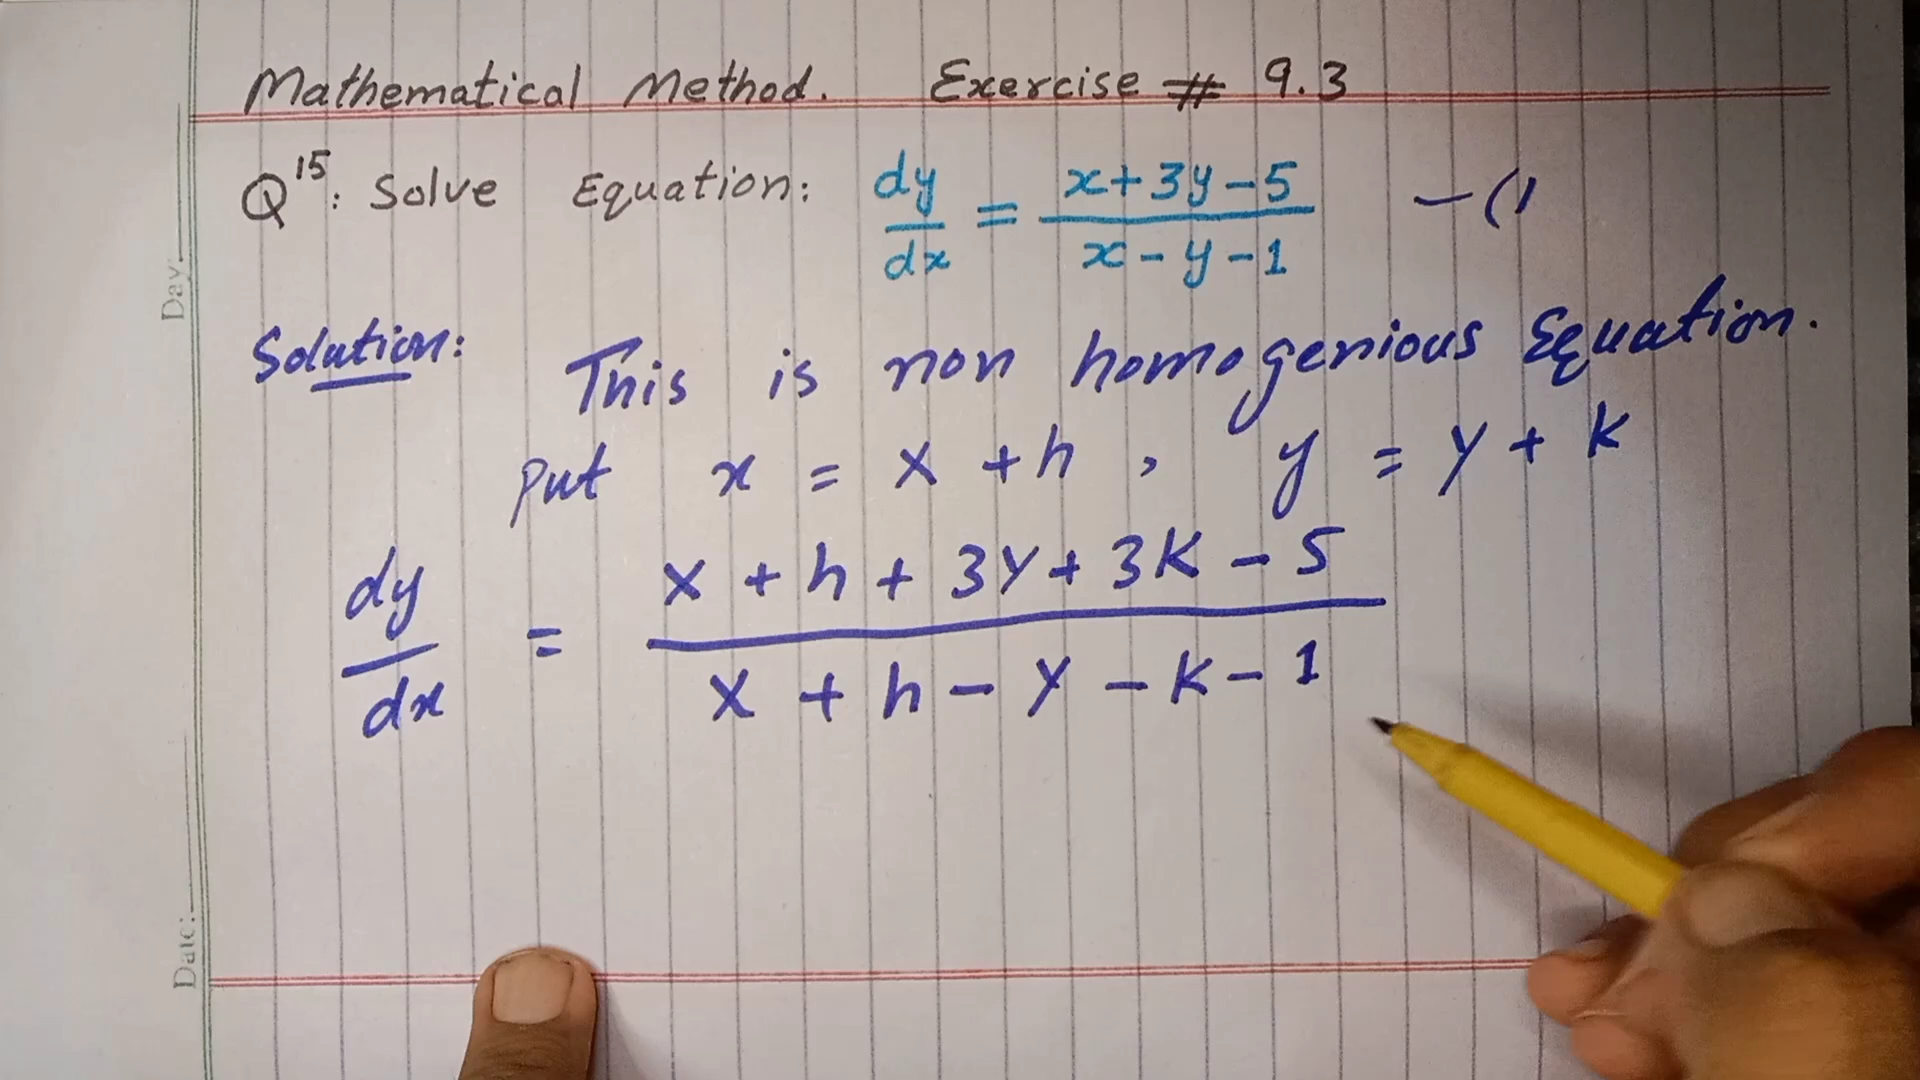 Mathematical Method. Exercise # 9.3
Q15: Solve Equation: dy/dx = x+3y-5/x-y-1 -(1
Solution: This is non homogenious Equation.
put x = X + h , y = Y + K
dy/dx = X + h + 3Y + 3K - 5/X + h - Y - K - 1
Day:
Date: